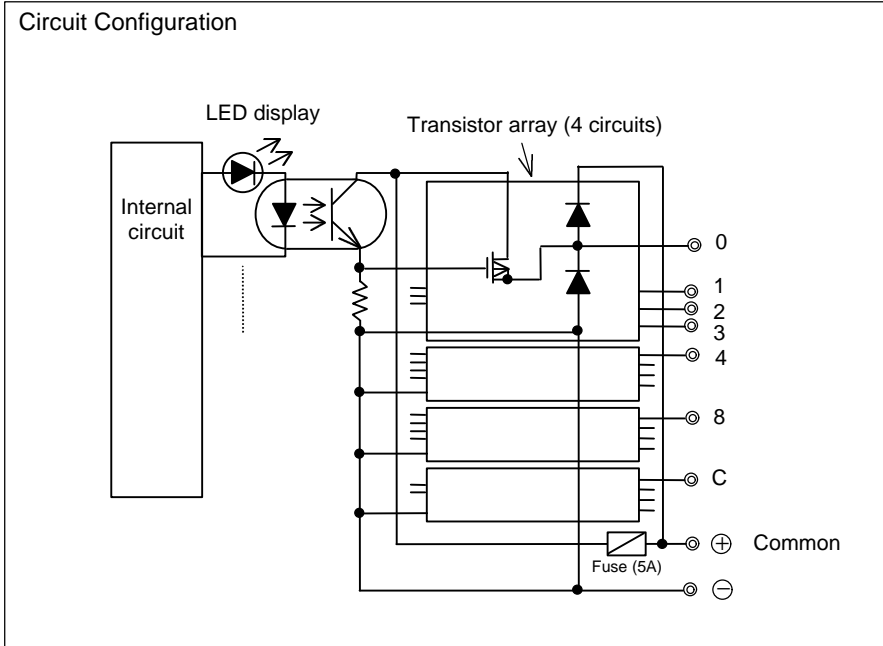 Circuit Configuration
LED display
Transistor array (4 circuits)
Internal
circuit
0
1
2
3
4
8
C
+ Common
Fuse (5A)
−